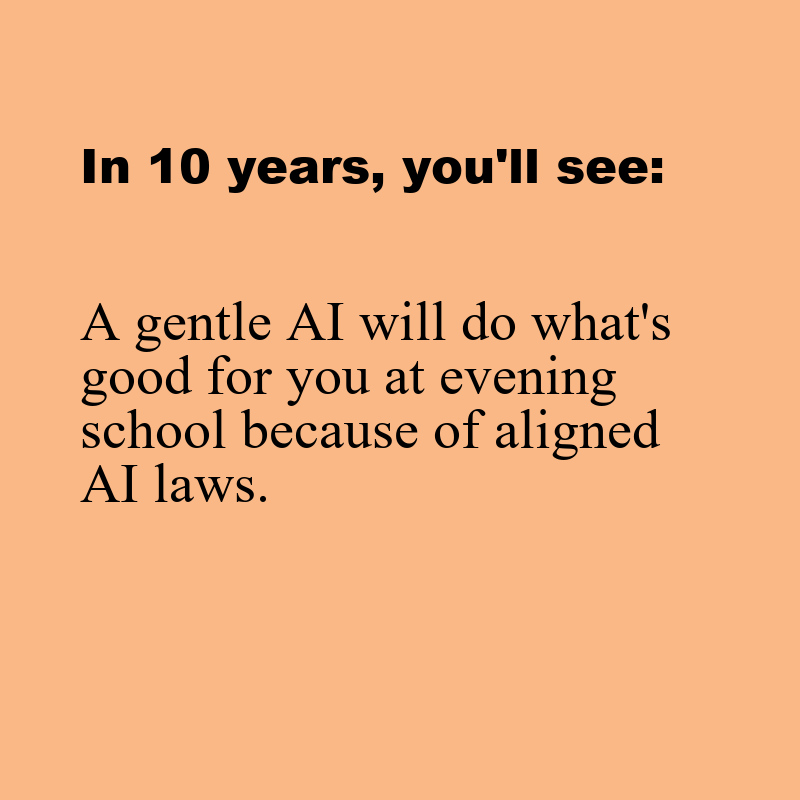 In 10 years, you'll see:
A gentle AI will do what's
good for you at evening
school because of aligned
AI laws.